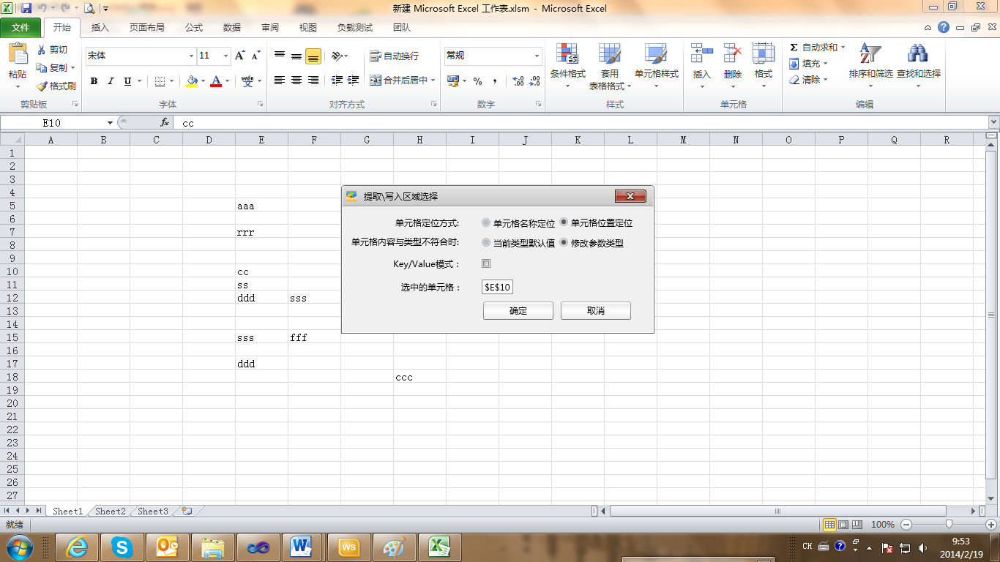 新建 Microsoft Excel 工作表.xlsm - Microsoft Excel
文件 开始 插入 页面布局 公式 数据 审阅 视图 负载测试 团队
粘贴 剪切 复制 格式刷 剪贴板
宋体 11 B I U A A A wén 文 字体
自动换行 合并后居中 对齐方式
常规 % , .0 .00 .00 .0 数字
条件格式 套用 表格格式 单元格样式 样式
插入 删除 格式 单元格
Σ 自动求和 填充 清除 排序和筛选 查找和选择 编辑
E10 fx cc
A B C D E F G H I J K L M N O P Q R
1
2
3
4
5 aaa
6
7 rrr
8
9
10 cc
11 ss
12 ddd sss
13
14
15 sss fff
16
17 ddd
18 ccc
19
20
21
22
23
24
25
26
27
提取\写入区域选择
单元格定位方式: 单元格名称定位 单元格位置定位
单元格内容与类型不符合时: 当前类型默认值 修改参数类型
Key/Value模式：
选中的单元格： $E$10
确定 取消
Sheet1 Sheet2 Sheet3
就绪 100%
WS CH 9:53
2014/2/19